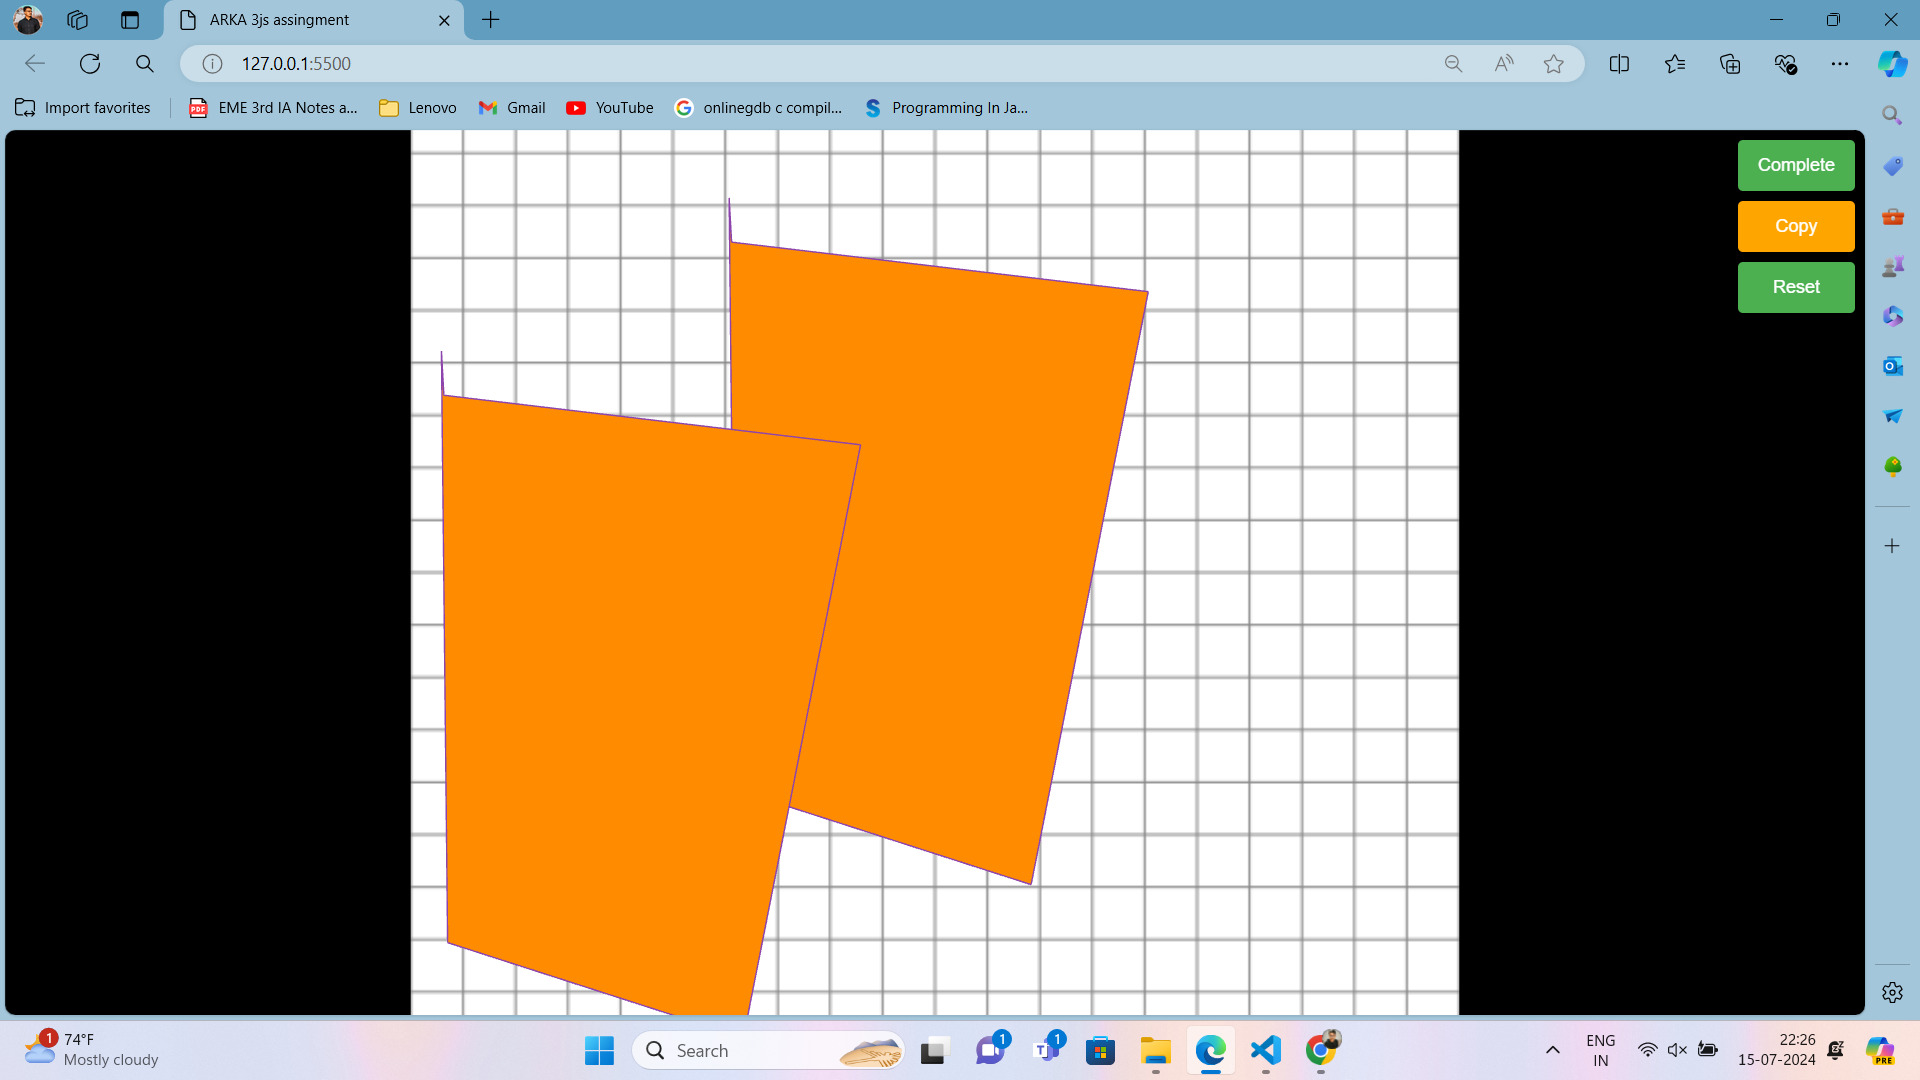 ARKA 3js assingment
127.0.0.1:5500
Import favorites
PDF
EME 3rd IA Notes a...
Lenovo
Gmail
YouTube
onlinegdb c compil...
Programming In Ja...
Complete
Copy
Reset
1
74°F
Mostly cloudy
Search
1
1
ENG
IN
22:26
15-07-2024
PRE